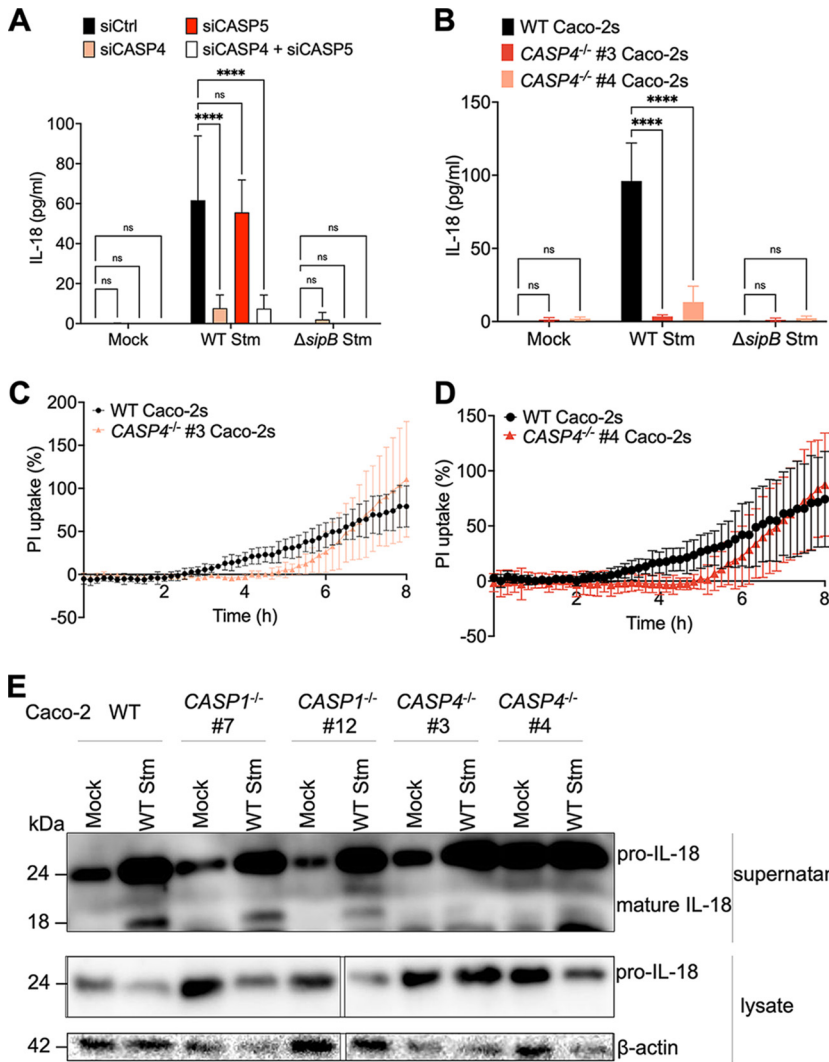 A
siCtrl
siCASP5
siCASP4
siCASP4 + siCASP5
IL-18 (pg/ml)
100
80
60
40
20
0
ns
ns
ns
****
ns
****
ns
ns
ns
Mock
WT Stm
ΔsipB Stm
B
WT Caco-2s
CASP4-/- #3 Caco-2s
CASP4-/- #4 Caco-2s
IL-18 (pg/ml)
150
100
50
0
ns
ns
****
****
ns
ns
Mock
WT Stm
ΔsipB Stm
C
WT Caco-2s
CASP4-/- #3 Caco-2s
PI uptake (%)
200
150
100
50
0
-50
2
4
6
8
Time (h)
D
WT Caco-2s
CASP4-/- #4 Caco-2s
PI uptake (%)
150
100
50
0
-50
0
2
4
6
8
Time (h)
E
Caco-2
WT
CASP1-/-
#7
CASP1-/-
#12
CASP4-/-
#3
CASP4-/-
#4
Mock
WT Stm
Mock
WT Stm
Mock
WT Stm
Mock
WT Stm
Mock
WT Stm
kDa
24
18
pro-IL-18
mature IL-18
supernatar
24
pro-IL-18
lysate
42
β-actin